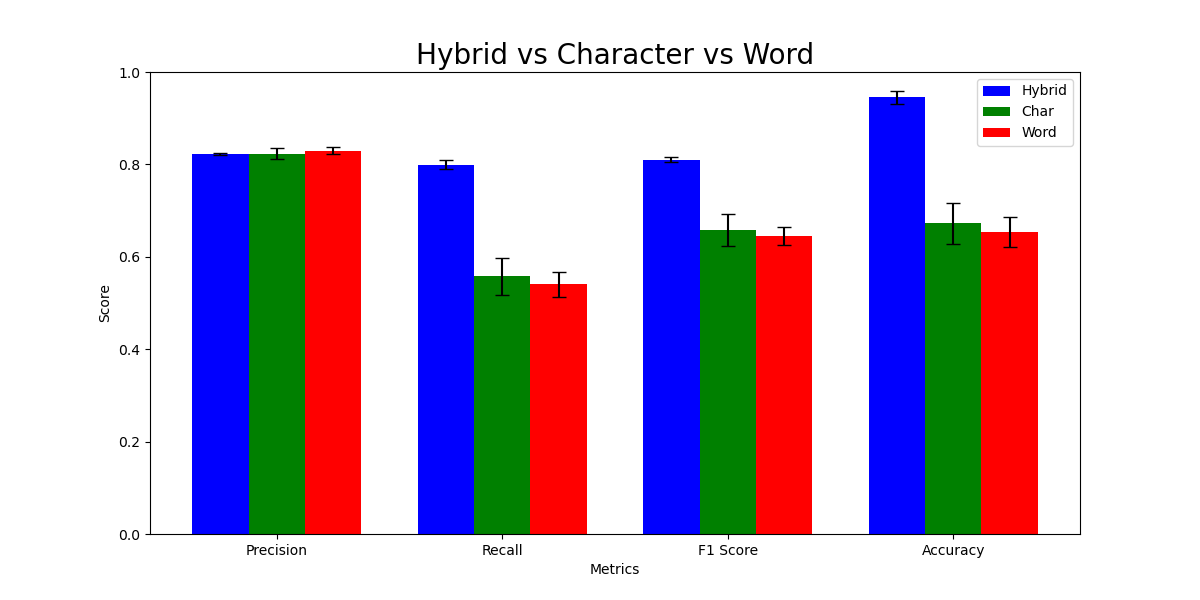 Hybrid vs Character vs Word
1.0
0.8
0.6
0.4
0.2
0.0
Score
Hybrid
Char
Word
Precision
Recall
F1 Score
Accuracy
Metrics